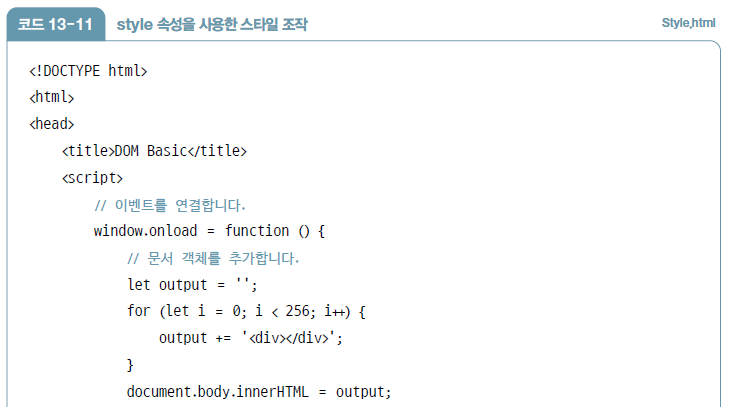 코드 13-11 style 속성을 사용한 스타일 조작 Style.html
<!DOCTYPE html>
<html>
<head>
    <title>DOM Basic</title>
    <script>
        // 이벤트를 연결합니다.
        window.onload = function () {
            // 문서 객체를 추가합니다.
            let output = '';
            for (let i = 0; i < 256; i++) {
                output += '<div></div>';
            }
            document.body.innerHTML = output;